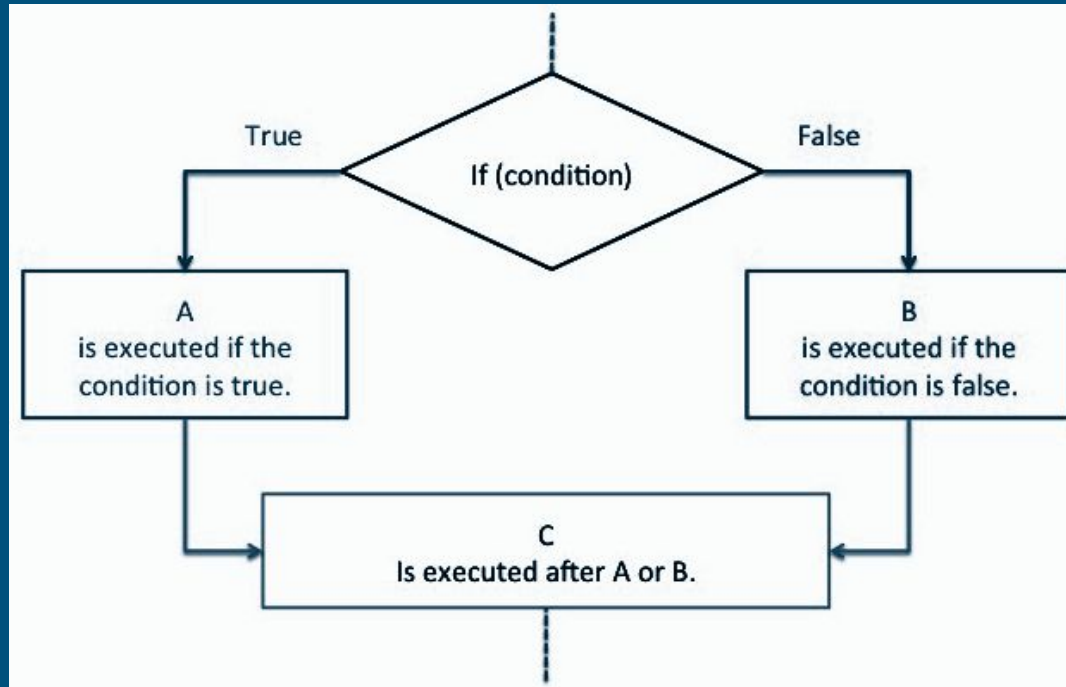 True
False
If (condition)
A
is executed if the
condition is true.
B
is executed if the
condition is false.
C
Is executed after A or B.